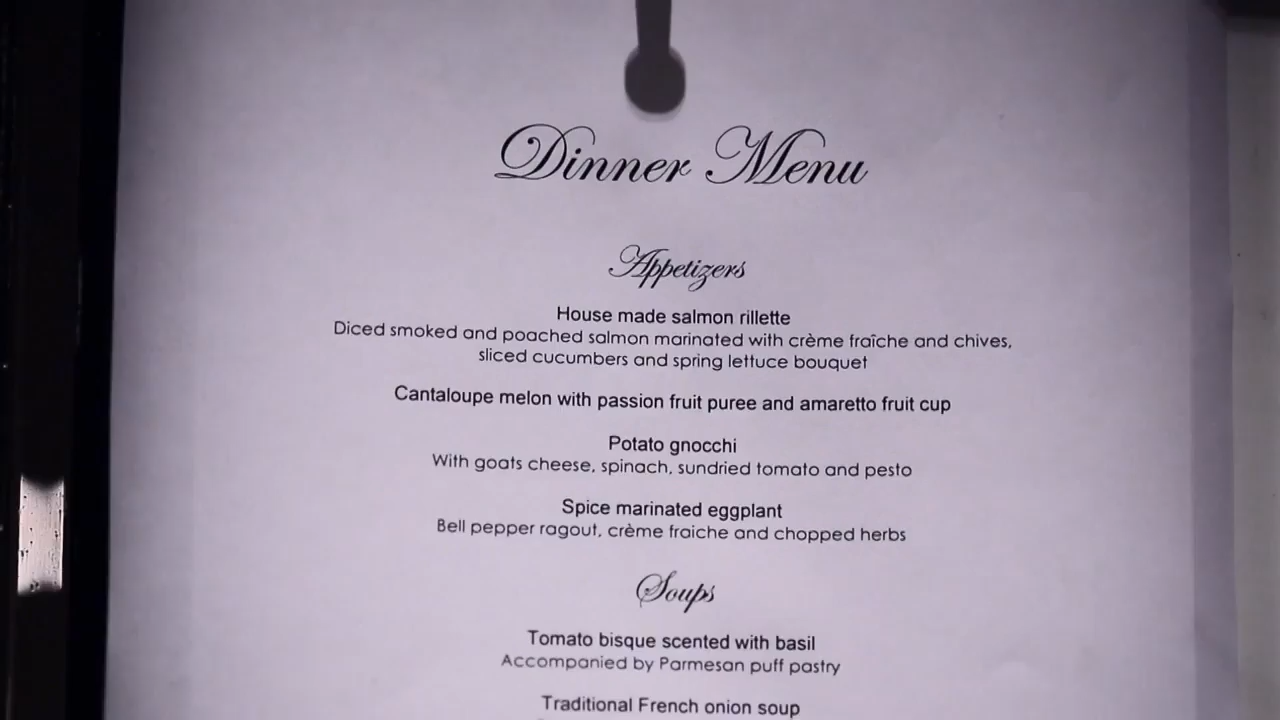 Dinner Menu
Appetizers
House made salmon rillette
Diced smoked and poached salmon marinated with crème fraîche and chives,
sliced cucumbers and spring lettuce bouquet
Cantaloupe melon with passion fruit puree and amaretto fruit cup
Potato gnocchi
With goats cheese, spinach, sundried tomato and pesto
Spice marinated eggplant
Bell pepper ragout, crème fraiche and chopped herbs
Soups
Tomato bisque scented with basil
Accompanied by Parmesan puff pastry
Traditional French onion soup